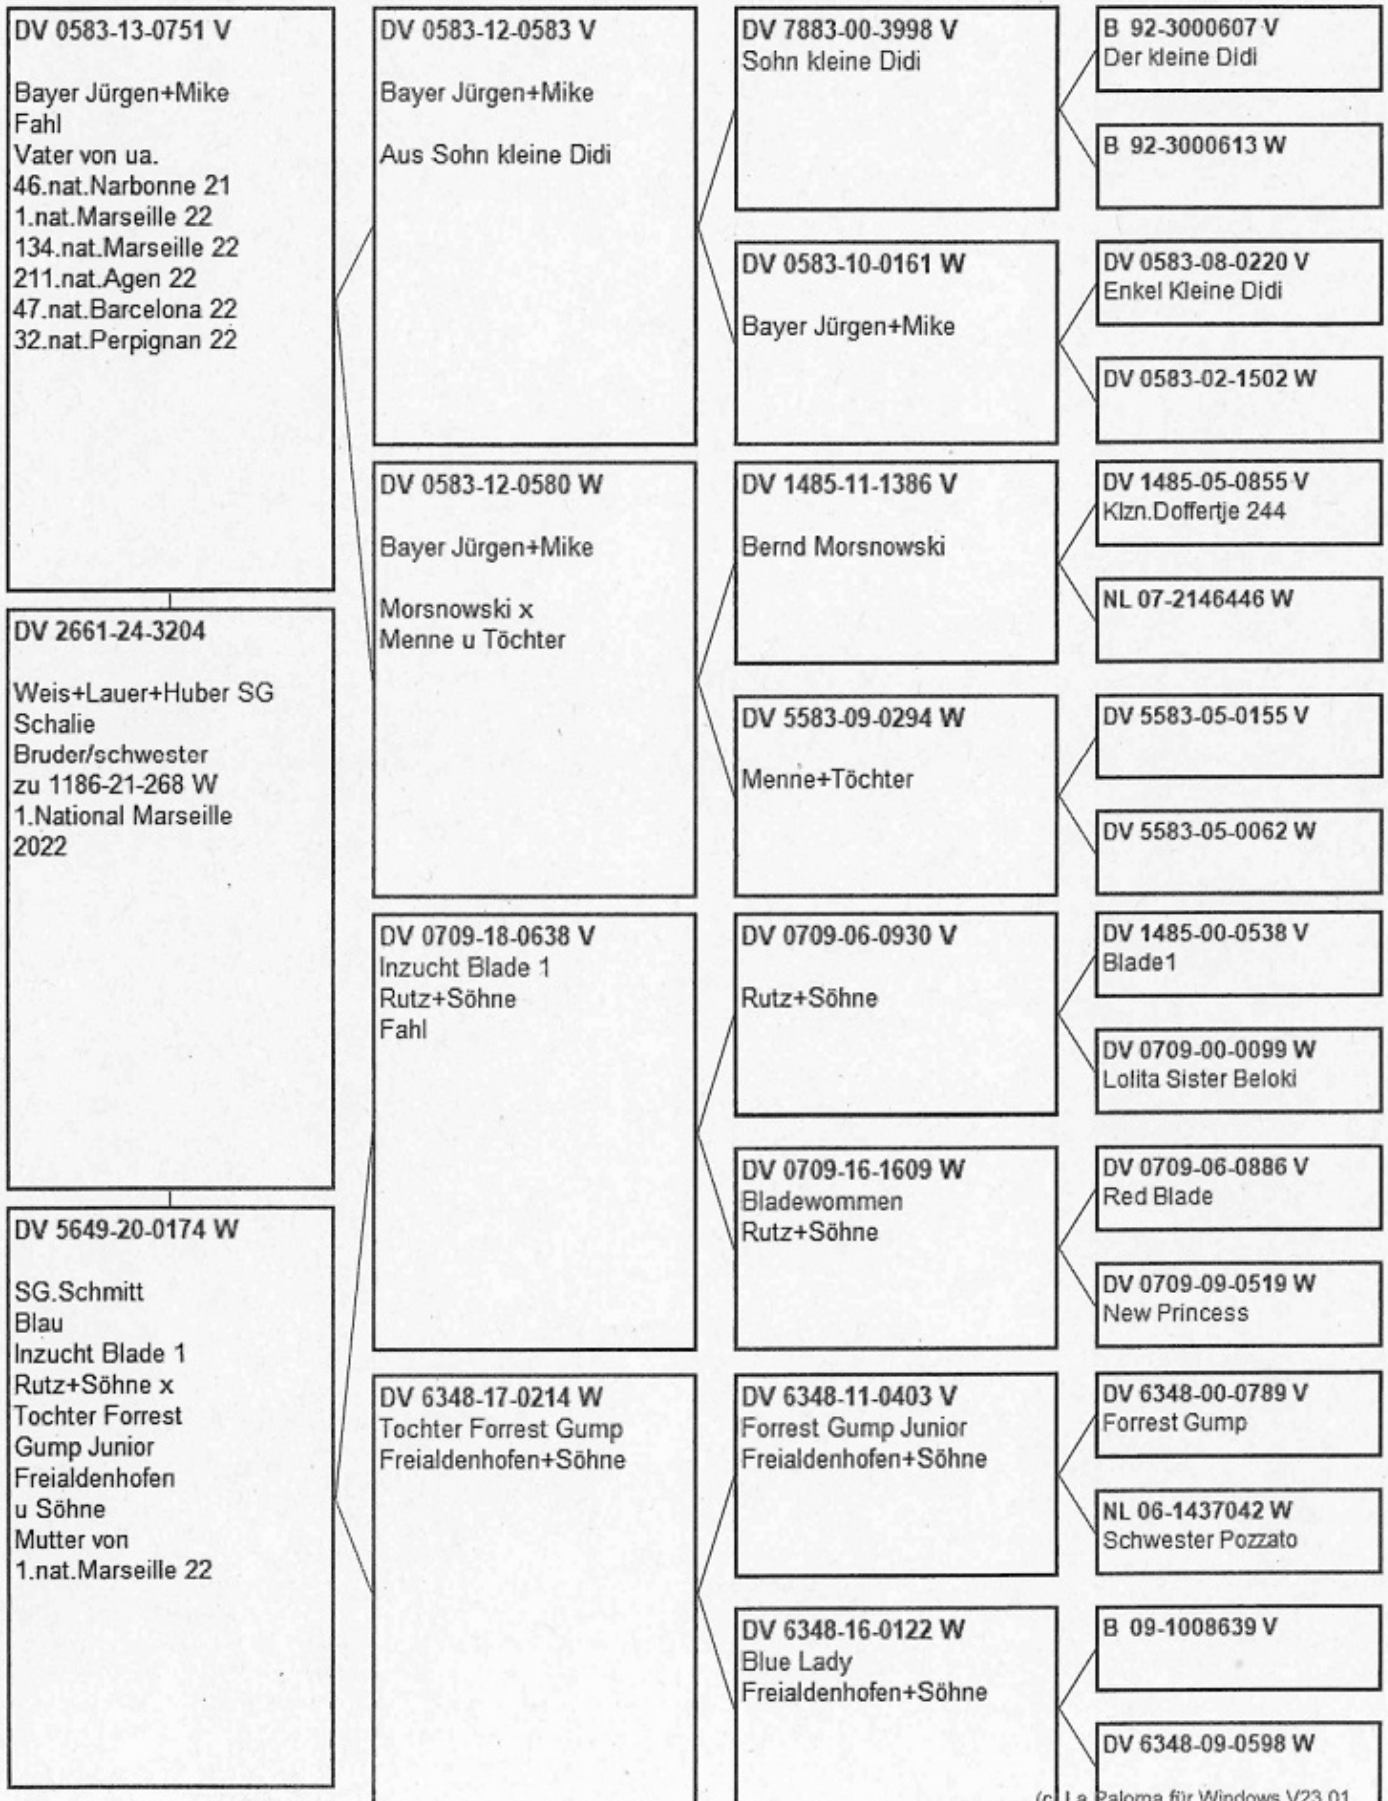 DV 0583-13-0751 V
Bayer Jürgen+Mike
Fahl
Vater von ua.
46.nat.Narbonne 21
1.nat.Marseille 22
134.nat.Marseille 22
211.nat.Agen 22
47.nat.Barcelona 22
32.nat.Perpignan 22
DV 2661-24-3204
Weis+Lauer+Huber SG
Schalie
Bruder/schwester
zu 1186-21-268 W
1.National Marseille
2022
DV 5649-20-0174 W
SG.Schmitt
Blau
Inzucht Blade 1
Rutz+Söhne x
Tochter Forrest
Gump Junior
Freialdenhofen
u Söhne
Mutter von
1.nat.Marseille 22
DV 0583-12-0583 V
Bayer Jürgen+Mike
Aus Sohn kleine Didi
DV 0583-12-0580 W
Bayer Jürgen+Mike
Morsnowski x
Menne u Töchter
DV 0709-18-0638 V
Inzucht Blade 1
Rutz+Söhne
Fahl
DV 6348-17-0214 W
Tochter Forrest Gump
Freialdenhofen+Söhne
DV 7883-00-3998 V
Sohn kleine Didi
DV 0583-10-0161 W
Bayer Jürgen+Mike
DV 1485-11-1386 V
Bernd Morsnowski
DV 5583-09-0294 W
Menne+Töchter
DV 0709-06-0930 V
Rutz+Söhne
DV 0709-16-1609 W
Bladewommen
Rutz+Söhne
DV 6348-11-0403 V
Forrest Gump Junior
Freialdenhofen+Söhne
DV 6348-16-0122 W
Blue Lady
Freialdenhofen+Söhne
B 92-3000607 V
Der kleine Didi
B 92-3000613 W
DV 0583-08-0220 V
Enkel Kleine Didi
DV 0583-02-1502 W
DV 1485-05-0855 V
Klzn.Doffertje 244
NL 07-2146446 W
DV 5583-05-0155 V
DV 5583-05-0062 W
DV 1485-00-0538 V
Blade1
DV 0709-00-0099 W
Lolita Sister Beloki
DV 0709-06-0886 V
Red Blade
DV 0709-09-0519 W
New Princess
DV 6348-00-0789 V
Forrest Gump
NL 06-1437042 W
Schwester Pozzato
B 09-1008639 V
DV 6348-09-0598 W
(c) La Paloma für Windows V23.01